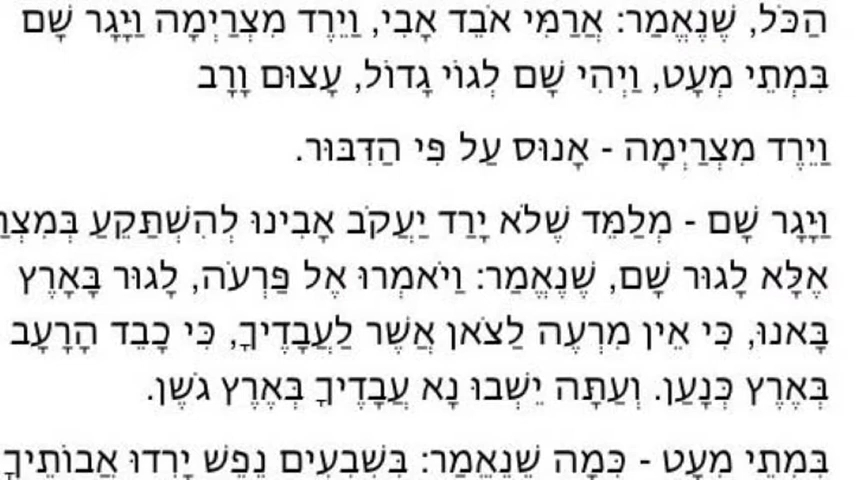 הַכֹּל, שֶׁנֶּאֱמַר: אֲרַמִּי אֹבֵד אָבִי, וַיֵּרֶד מִצְרַיְמָה וַיָּגָר שָׁם
בִּמְתֵי מְעָט, וַיְהִי שָׁם לְגוֹי גָּדוֹל, עָצוּם וָרָב
וַיֵּרֶד מִצְרַיְמָה - אָנוּס עַל פִּי הַדִּבּוּר.
וַיָּגָר שָׁם - מְלַמֵּד שֶׁלֹּא יָרַד יַעֲקֹב אָבִינוּ לְהִשְׁתַּקֵּעַ בְּמִצְרַ
אֶלָּא לָגוּר שָׁם, שֶׁנֶּאֱמַר: וַיֹּאמְרוּ אֶל פַּרְעֹה, לָגוּר בָּאָרֶץ
בָּאנוּ, כִּי אֵין מִרְעֶה לַצֹּאן אֲשֶׁר לַעֲבָדֶיךָ, כִּי כָבֵד הָרָעָב
בְּאֶרֶץ כְּנָעַן. וְעַתָּה יֵשְׁבוּ נָא עֲבָדֶיךָ בְּאֶרֶץ גֹּשֶׁן.
בִּמְתֵי מְעָט - כְּמָה שֶׁנֶּאֱמַר: בְּשִׁבְעִים נֶפֶשׁ יָרְדוּ אֲבוֹתֶיךָ